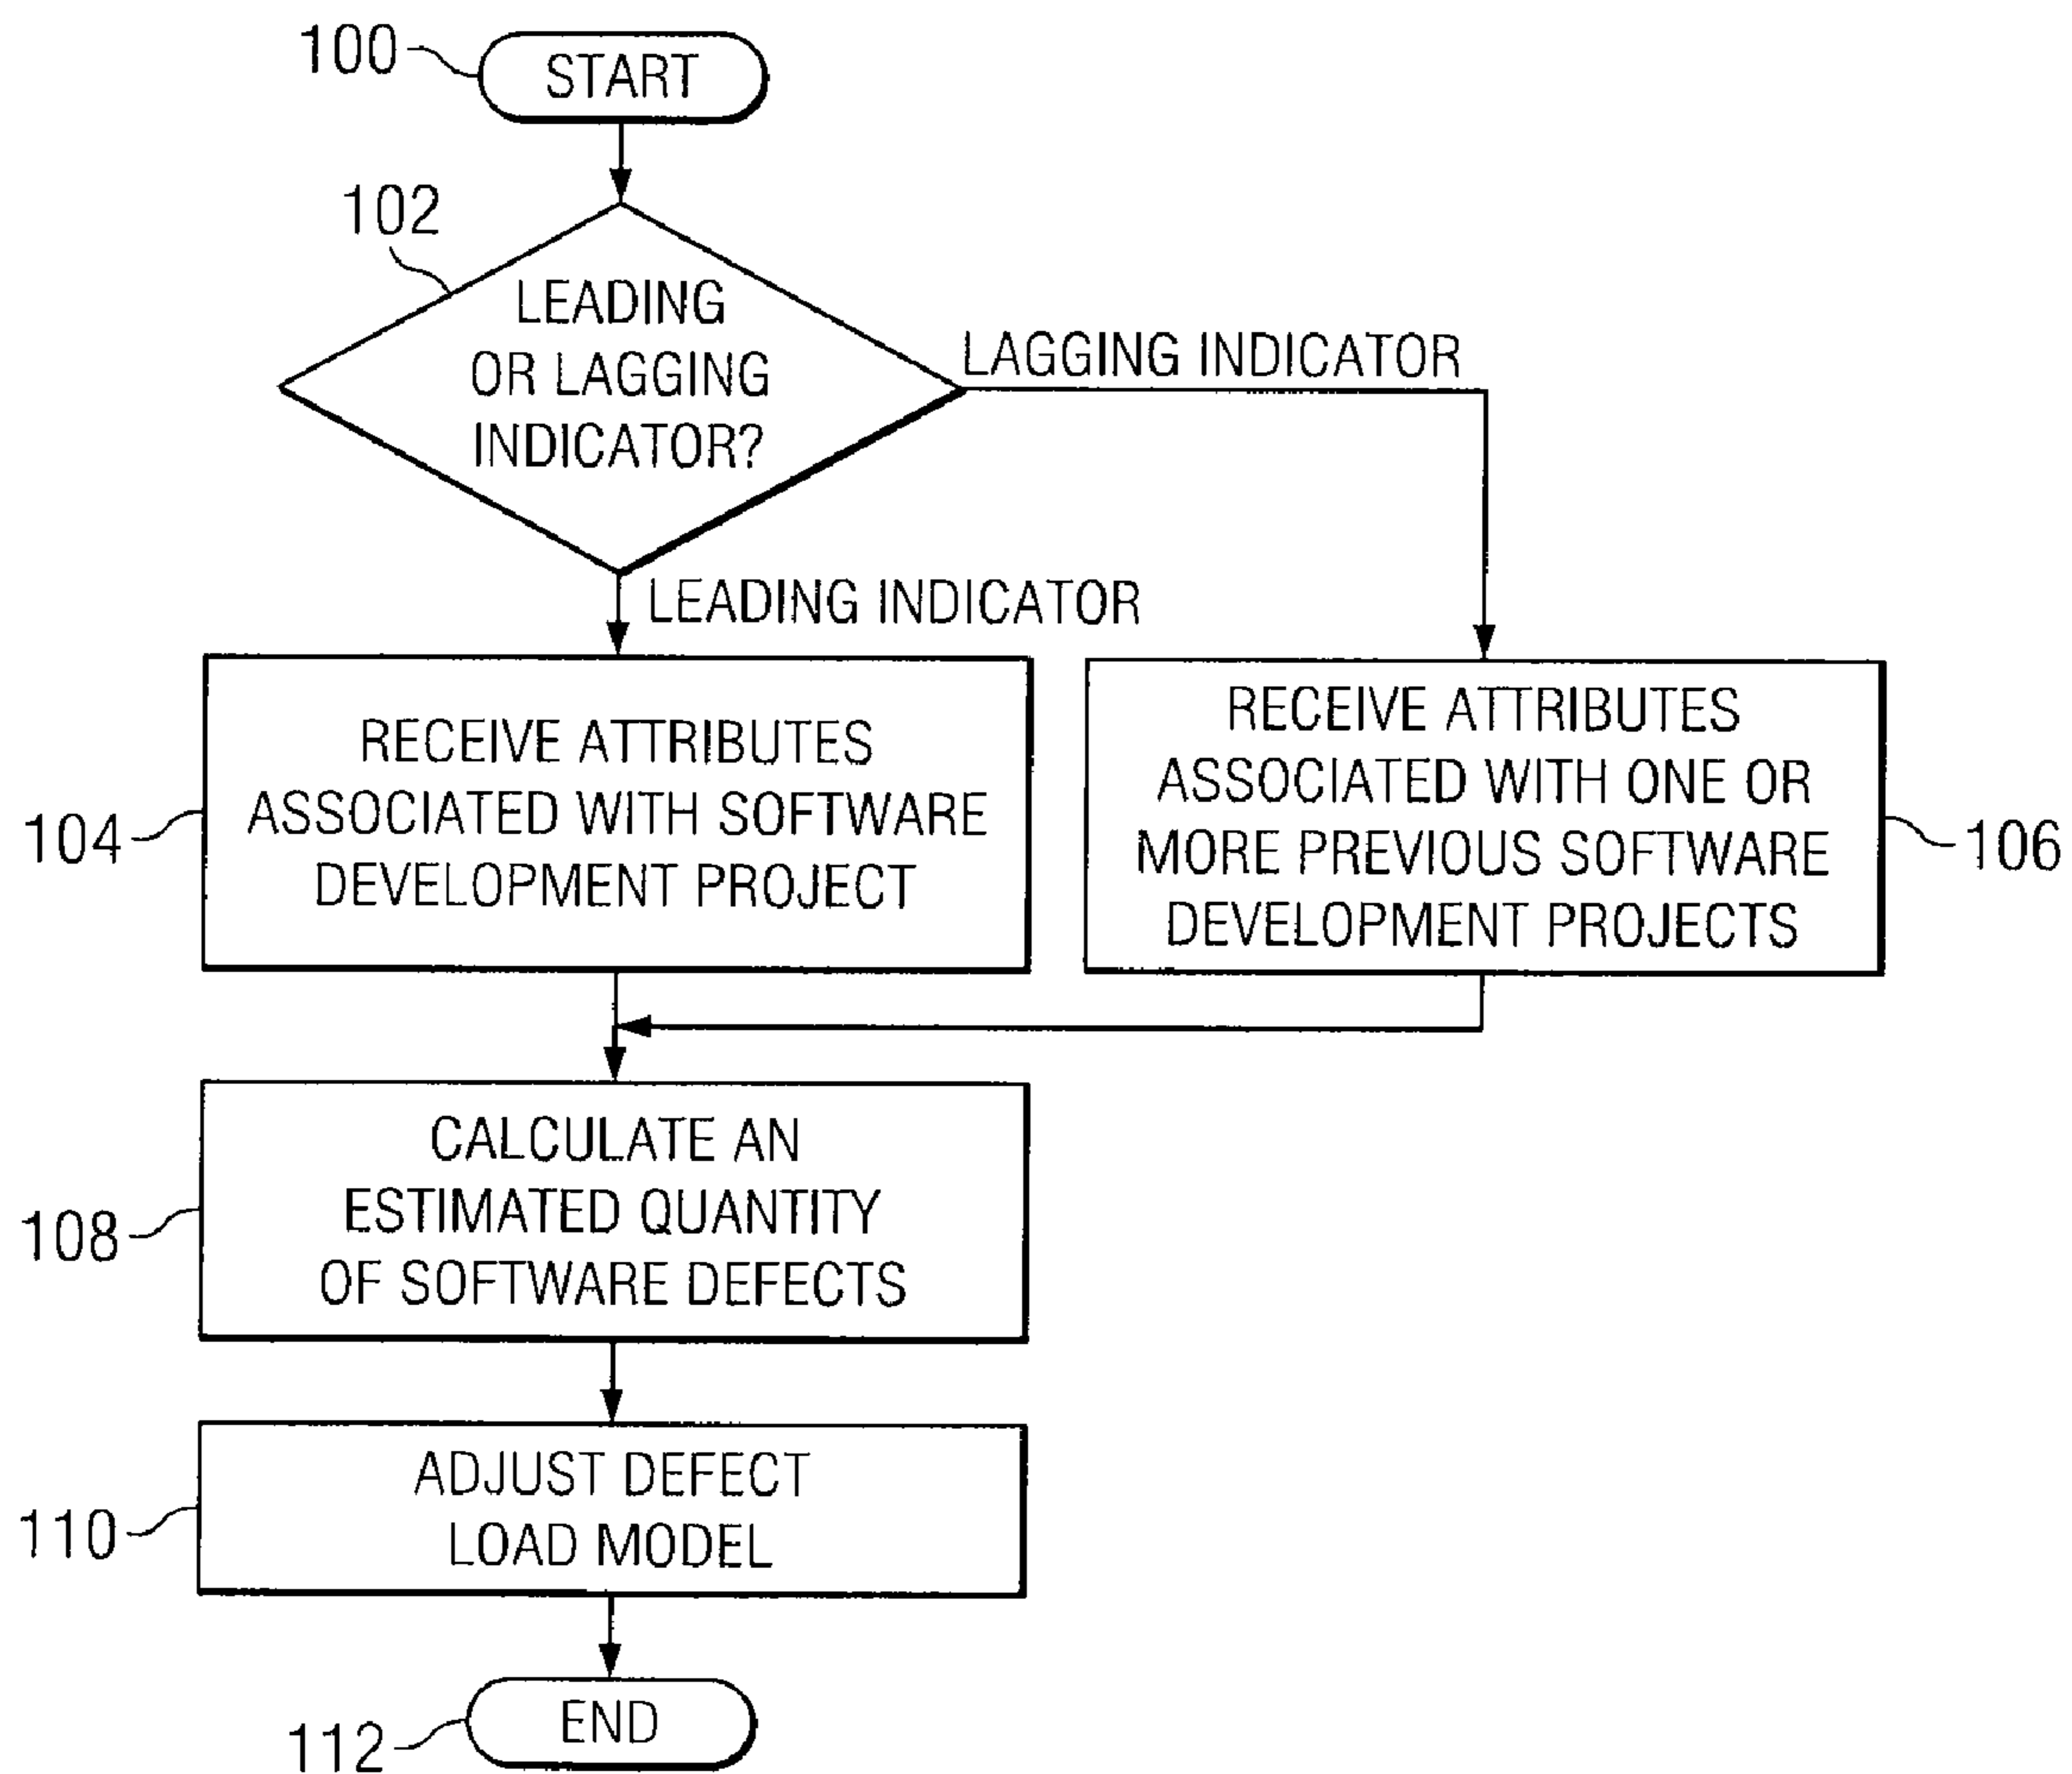 100
START
102
LEADING
OR LAGGING
INDICATOR?
LAGGING INDICATOR
LEADING INDICATOR
104
RECEIVE ATTRIBUTES
ASSOCIATED WITH SOFTWARE
DEVELOPMENT PROJECT
RECEIVE ATTRIBUTES
ASSOCIATED WITH ONE OR
MORE PREVIOUS SOFTWARE
DEVELOPMENT PROJECTS
106
108
CALCULATE AN
ESTIMATED QUANTITY
OF SOFTWARE DEFECTS
110
ADJUST DEFECT
LOAD MODEL
112
END